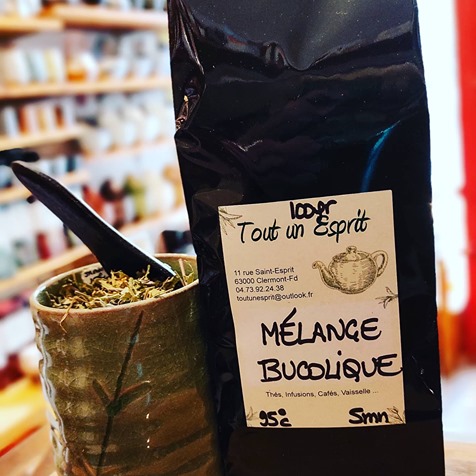 100gr
Tout un Esprit
11 rue Saint-Esprit
63000 Clermont-Fd
04.73.92.24.38
toutunesprit@outlook.fr
MÉLANGE
BUCOLIQUE
Thés, Infusions, Cafés, Vaisselle ...
95°c 5mn